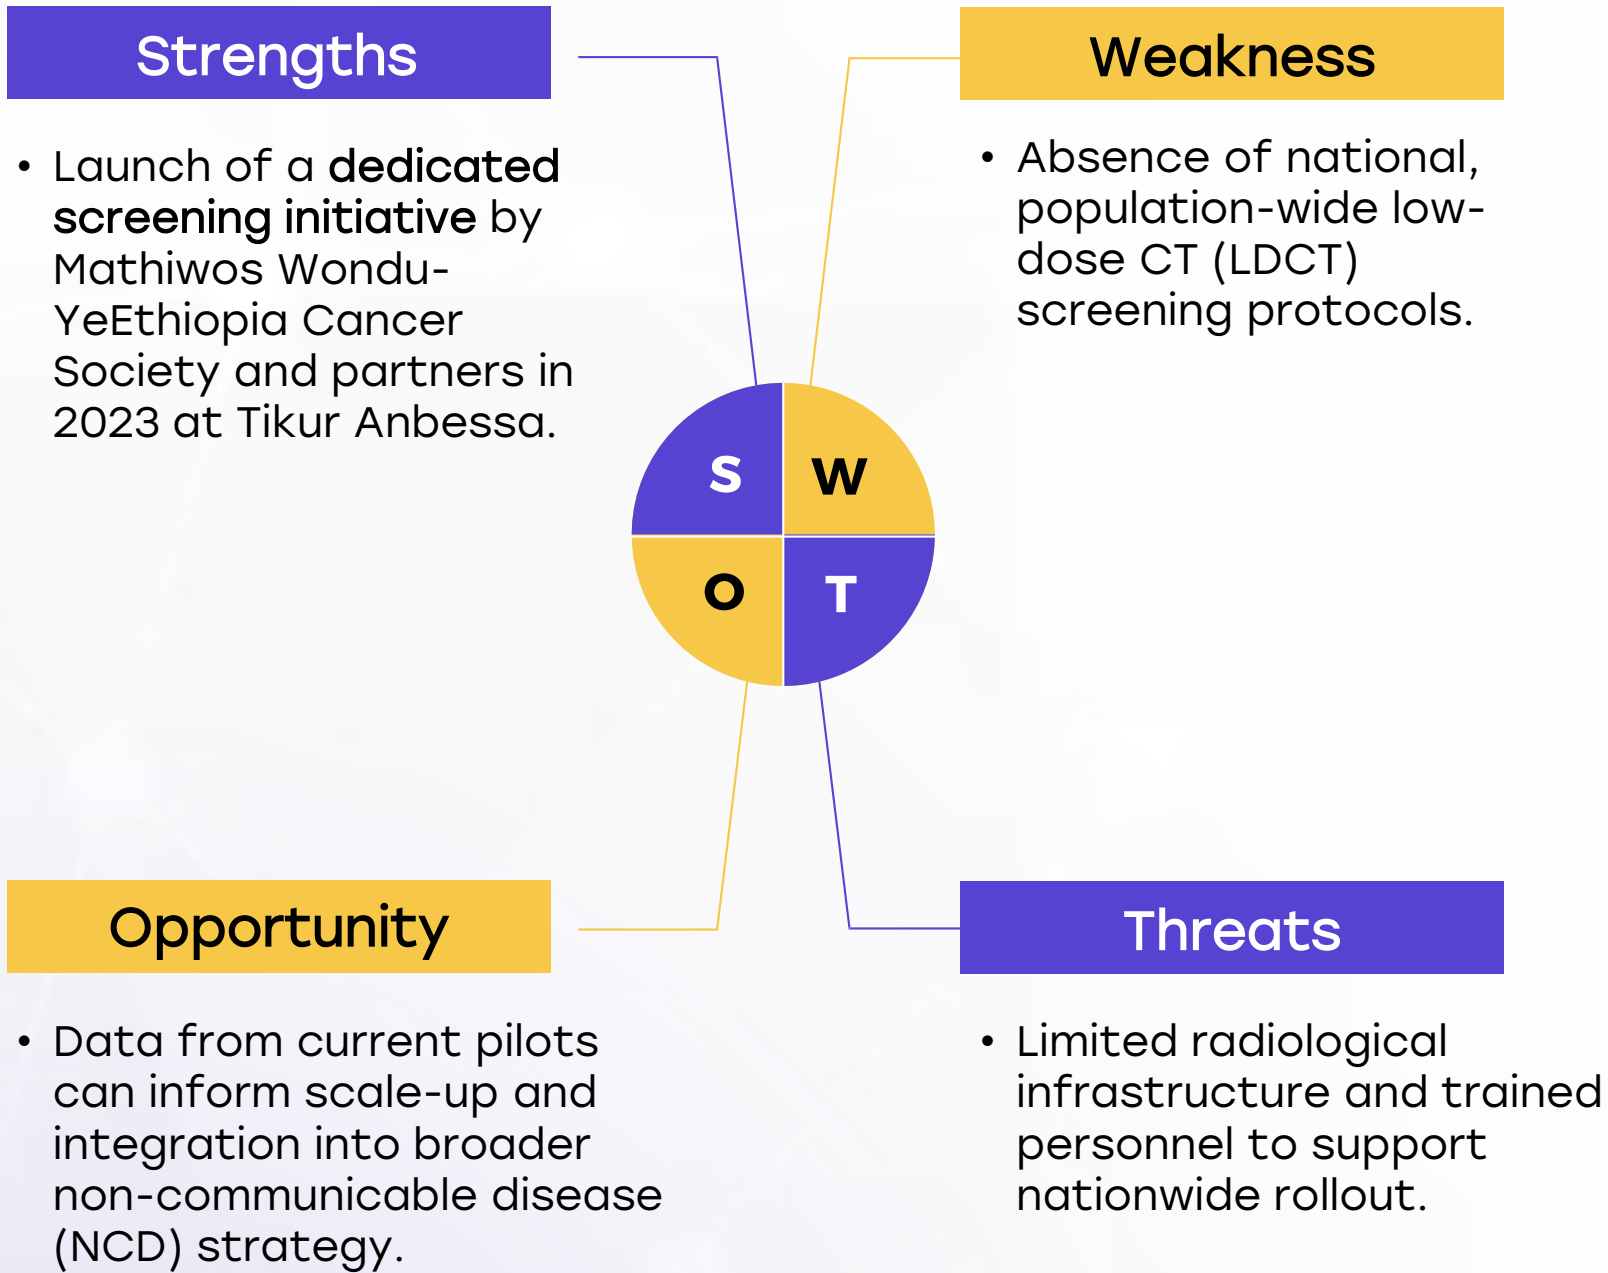 Strengths
• Launch of a dedicated
screening initiative by
Mathiwos Wondu-
YeEthiopia Cancer
Society and partners in
2023 at Tikur Anbessa.
Weakness
• Absence of national,
population-wide low-
dose CT (LDCT)
screening protocols.
S
W
O
T
Opportunity
• Data from current pilots
can inform scale-up and
integration into broader
non-communicable disease
(NCD) strategy.
Threats
• Limited radiological
infrastructure and trained
personnel to support
nationwide rollout.